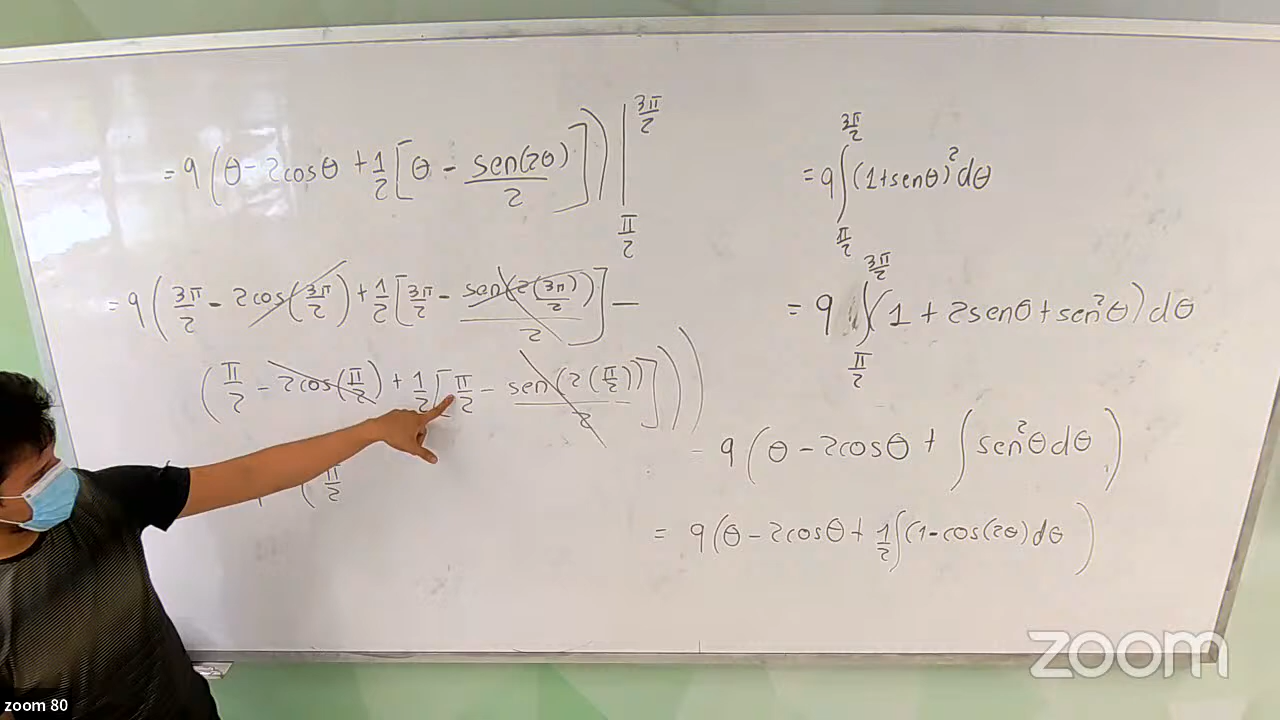 = 9 (θ - 2cosθ + 1/2 [θ - sen(2θ)/2]) | 3π/2 π/2
= 9 (3π/2 - 2cos(3π/2) + 1/2 [3π/2 - sen(2(3π/2))/2] -
(π/2 - 2cos(π/2) + 1/2 [π/2 - sen(2(π/2))/2]))
(π/2
= 9 ∫ 3π/2 π/2 (1+senθ)² dθ
= 9 ∫ 3π/2 π/2 (1 + 2senθ + sen²θ) dθ
- 9 (θ - 2cosθ + ∫ sen²θ dθ)
= 9 (θ - 2cosθ + 1/2 ∫ (1-cos(2θ) dθ)
zoom
zoom 80